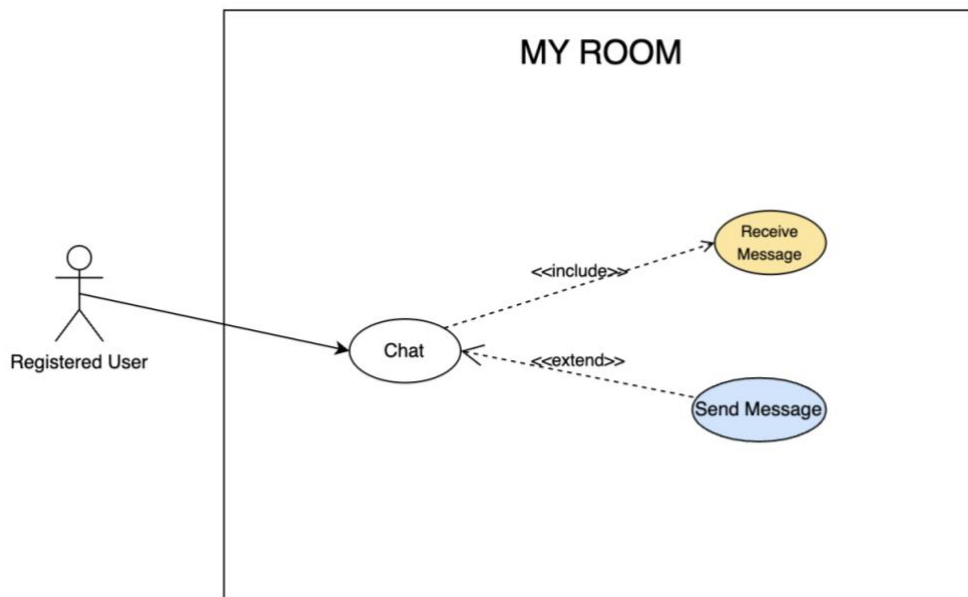 MY ROOM
Receive
Message
<<include>>
Chat
<<extend>>
Registered User
Send Message